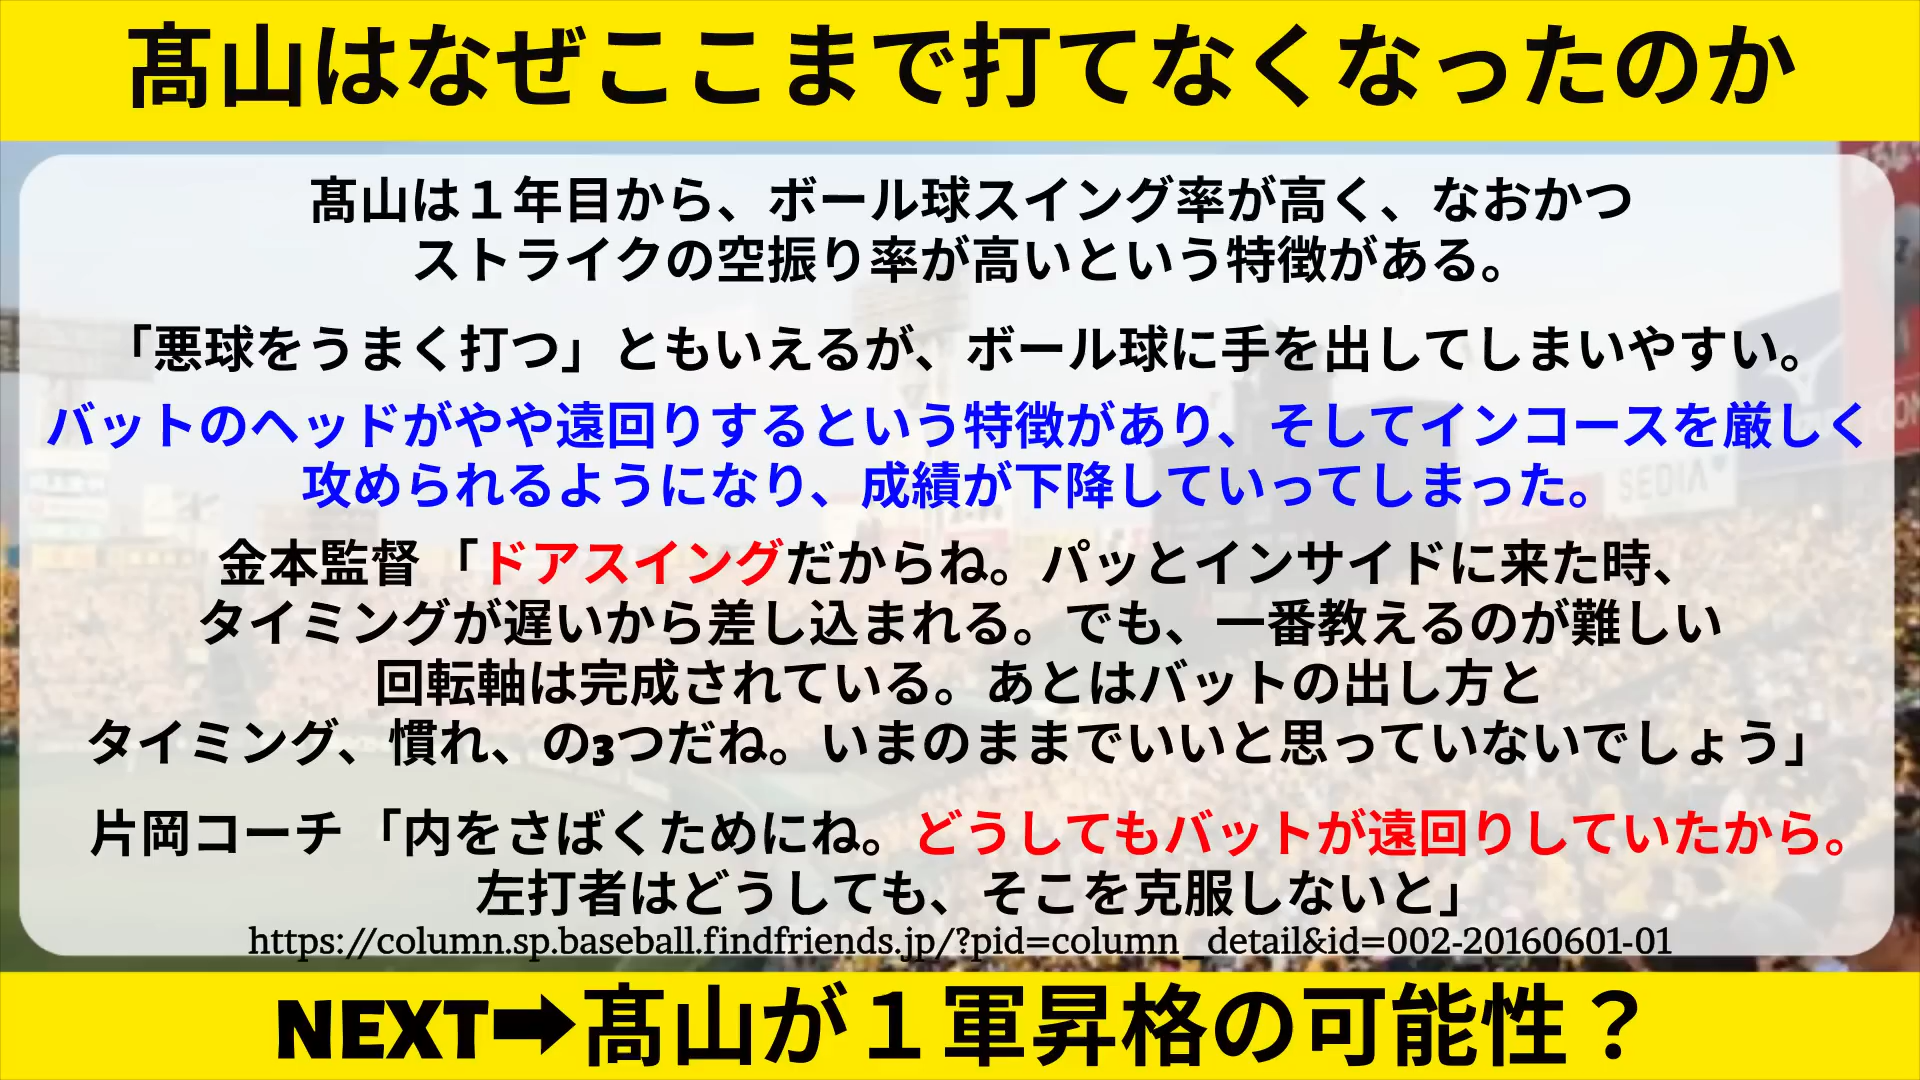 髙山はなぜここまで打てなくなったのか
髙山は１年目から、ボール球スイング率が高く、なおかつ
ストライクの空振り率が高いという特徴がある。
「悪球をうまく打つ」ともいえるが、ボール球に手を出してしまいやすい。
バットのヘッドがやや遠回りするという特徴があり、そしてインコースを厳しく
攻められるようになり、成績が下降していってしまった。
金本監督 「ドアスイングだからね。パッとインサイドに来た時、
タイミングが遅いから差し込まれる。でも、一番教えるのが難しい
回転軸は完成されている。あとはバットの出し方と
タイミング、慣れ、の3つだね。いまのままでいいと思っていないでしょう」
片岡コーチ 「内をさばくためにね。どうしてもバットが遠回りしていたから。
左打者はどうしても、そこを克服しないと」
https://column.sp.baseball.findfriends.jp/?pid=column_detail&id=002-20160601-01
SEDIA
NEXT➡髙山が１軍昇格の可能性？